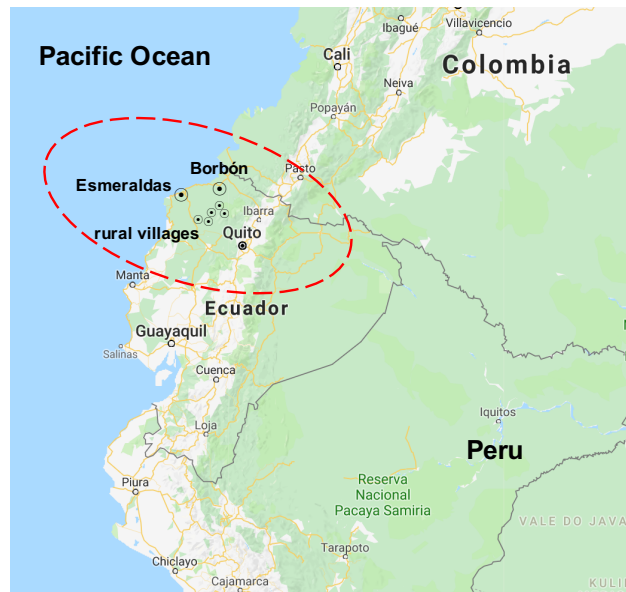 Pacific Ocean
Ibagué
Villavicencio
Cali
Colombia
Neiva
Popayán
Borbón
Pasto
Esmeraldas
Ibarra
rural villages
Quito
Manta
Ecuador
Guayaquil
Salinas
Cuenca
Iquitos
Loja
Peru
Piura
Reserva
Nacional
Pacaya Samiria
VALE DO JAVA
Tarapoto
Chiclayo
Cajamarca
KULI